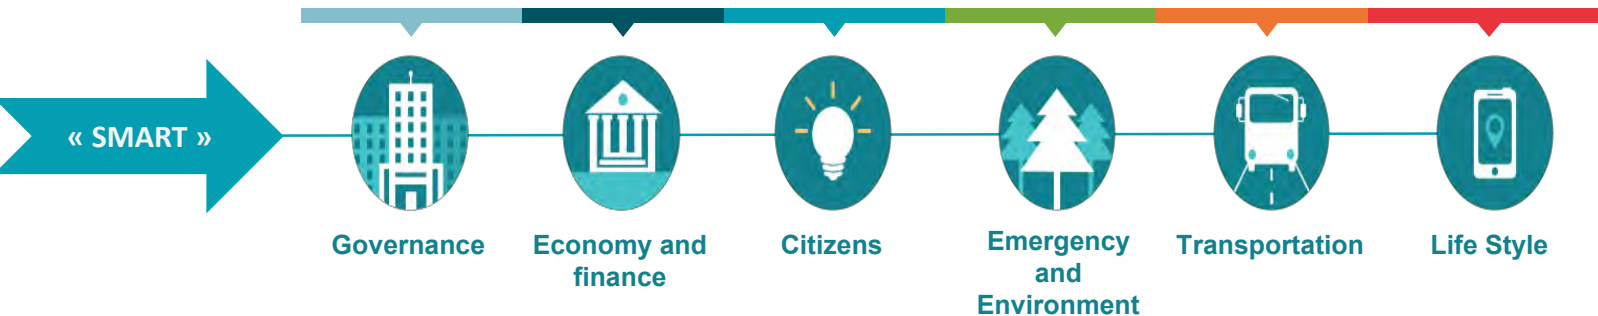 « SMART »
Governance
Economy and
finance
Citizens
Emergency
and
Environment
Transportation
Life Style